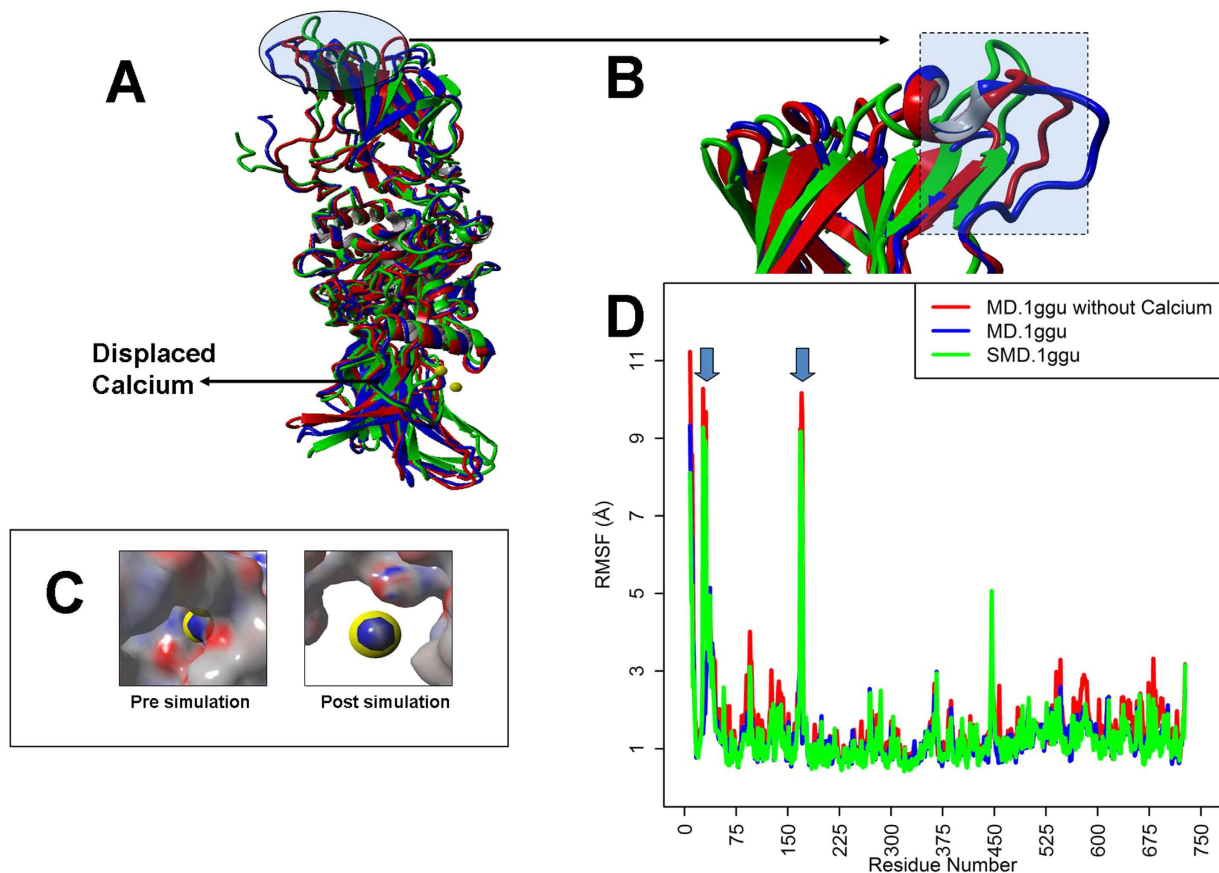 A
B
Displaced
Calcium
C
Pre simulation
Post simulation
D
MD.1ggu without Calcium
MD.1ggu
SMD.1ggu
RMSF (Å)
11
9
7
5
3
1
0
75
150
225
300
375
450
525
600
675
750
Residue Number